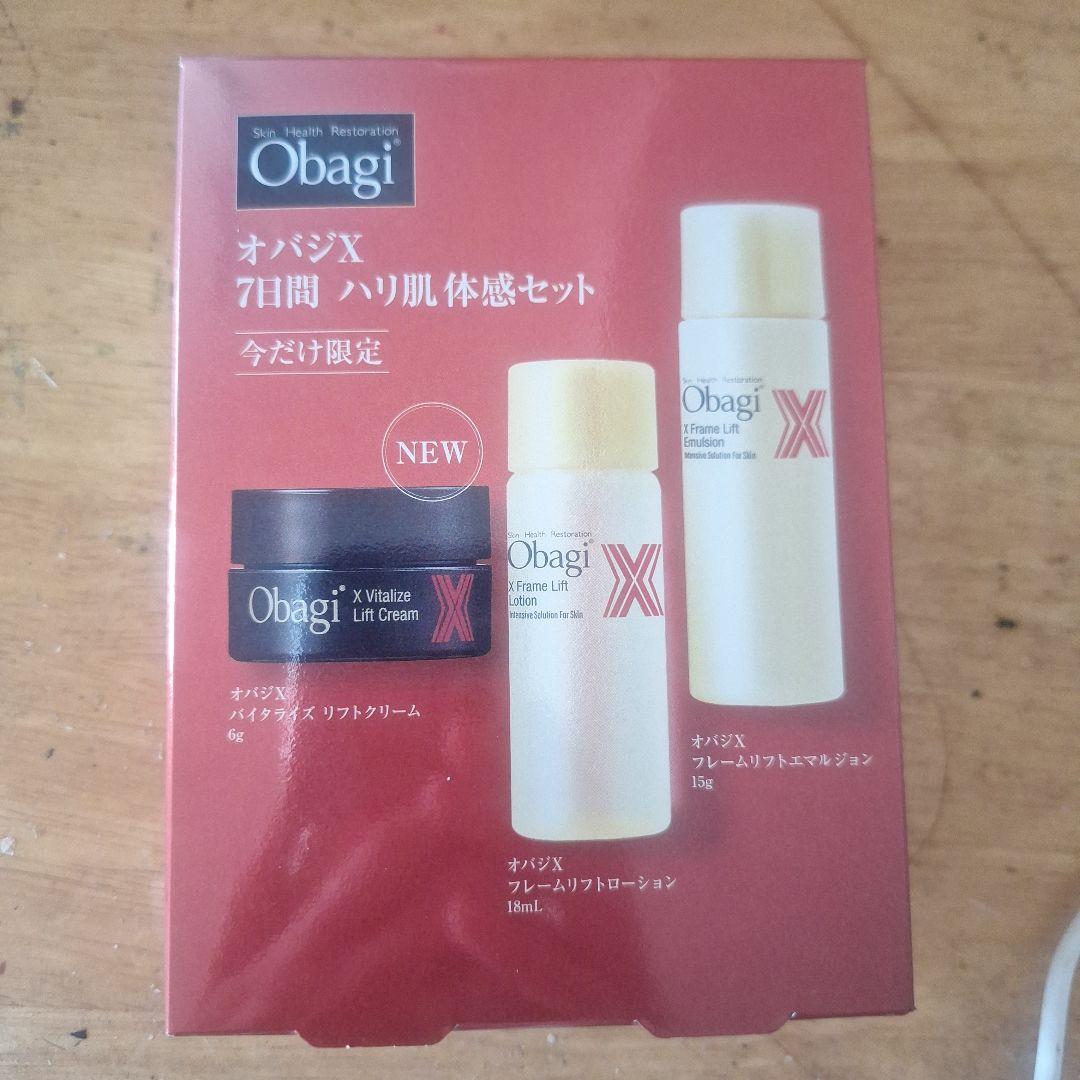 Skin Health Restoration
Obagi®
オバジX
7日間 ハリ肌 体感セット
今だけ限定
NEW
Obagi® X Vitalize
Lift Cream
X
オバジX
バイタライズ リフトクリーム
6g
Skin Health Restoration
Obagi®
X Frame Lift
Lotion
Intensive Solution For Skin
X
オバジX
フレームリフトローション
18mL
Skin Health Restoration
Obagi®
X Frame Lift
Emulsion
Intensive Solution For Skin
X
オバジX
フレームリフトエマルジョン
15g